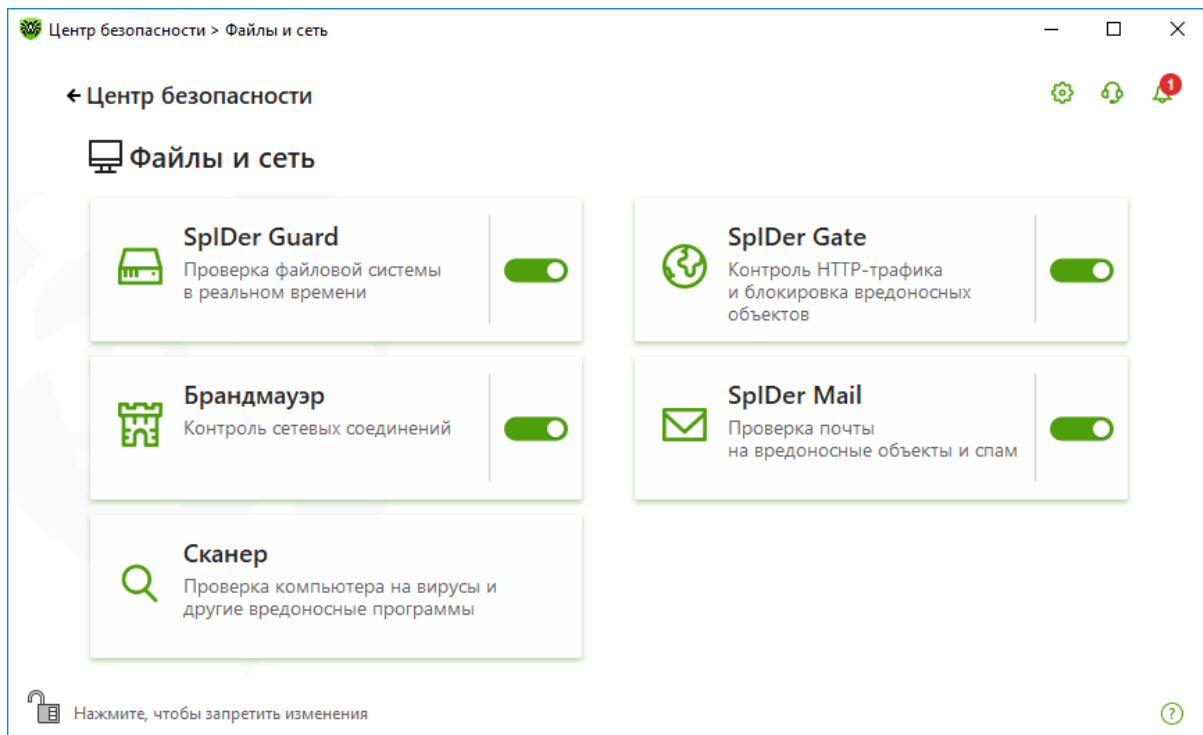 Центр безопасности > Файлы и сеть
Центр безопасности
1
Файлы и сеть
SpIDer Guard
Проверка файловой системы
в реальном времени
SpIDer Gate
Контроль HTTP-трафика
и блокировка вредоносных
объектов
Брандмауэр
Контроль сетевых соединений
SpIDer Mail
Проверка почты
на вредоносные объекты и спам
Сканер
Проверка компьютера на вирусы и
другие вредоносные программы
Нажмите, чтобы запретить изменения
?